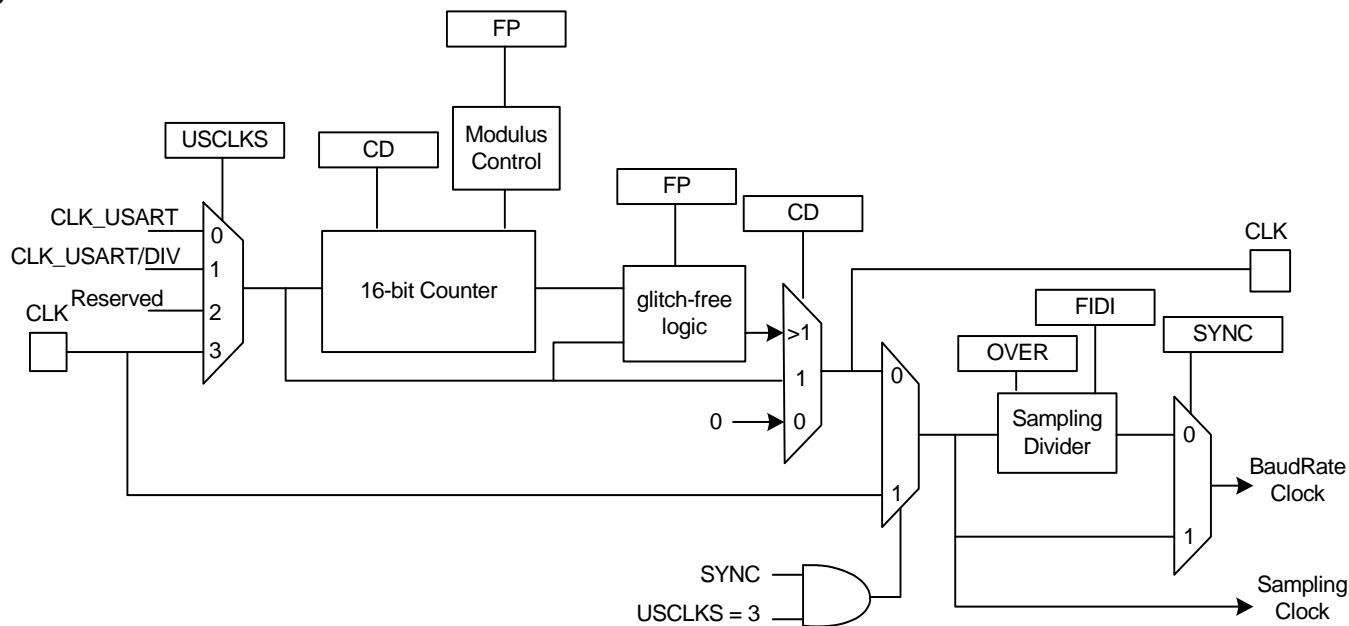 FP
USCLKS
CD
Modulus
Control
FP
CD
CLK_USART
0
CLK_USART/DIV
1
Reserved
2
CLK
3
16-bit Counter
glitch-free
logic
>1
1
0
0
CLK
FIDI
OVER
SYNC
0
1
Sampling
Divider
0
1
BaudRate
Clock
SYNC
USCLKS = 3
Sampling
Clock